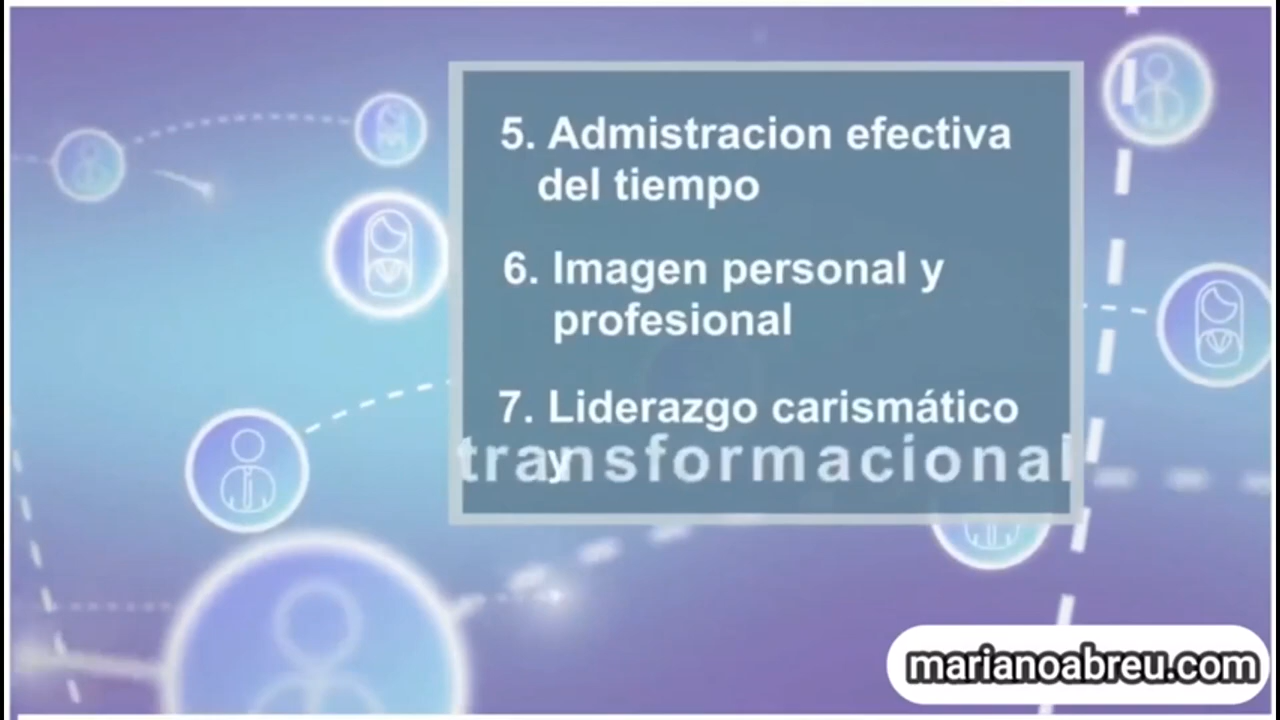 5. Admistracion efectiva
del tiempo
6. Imagen personal y
profesional
7. Liderazgo carismático
y
transformacional
marianoabreu.com